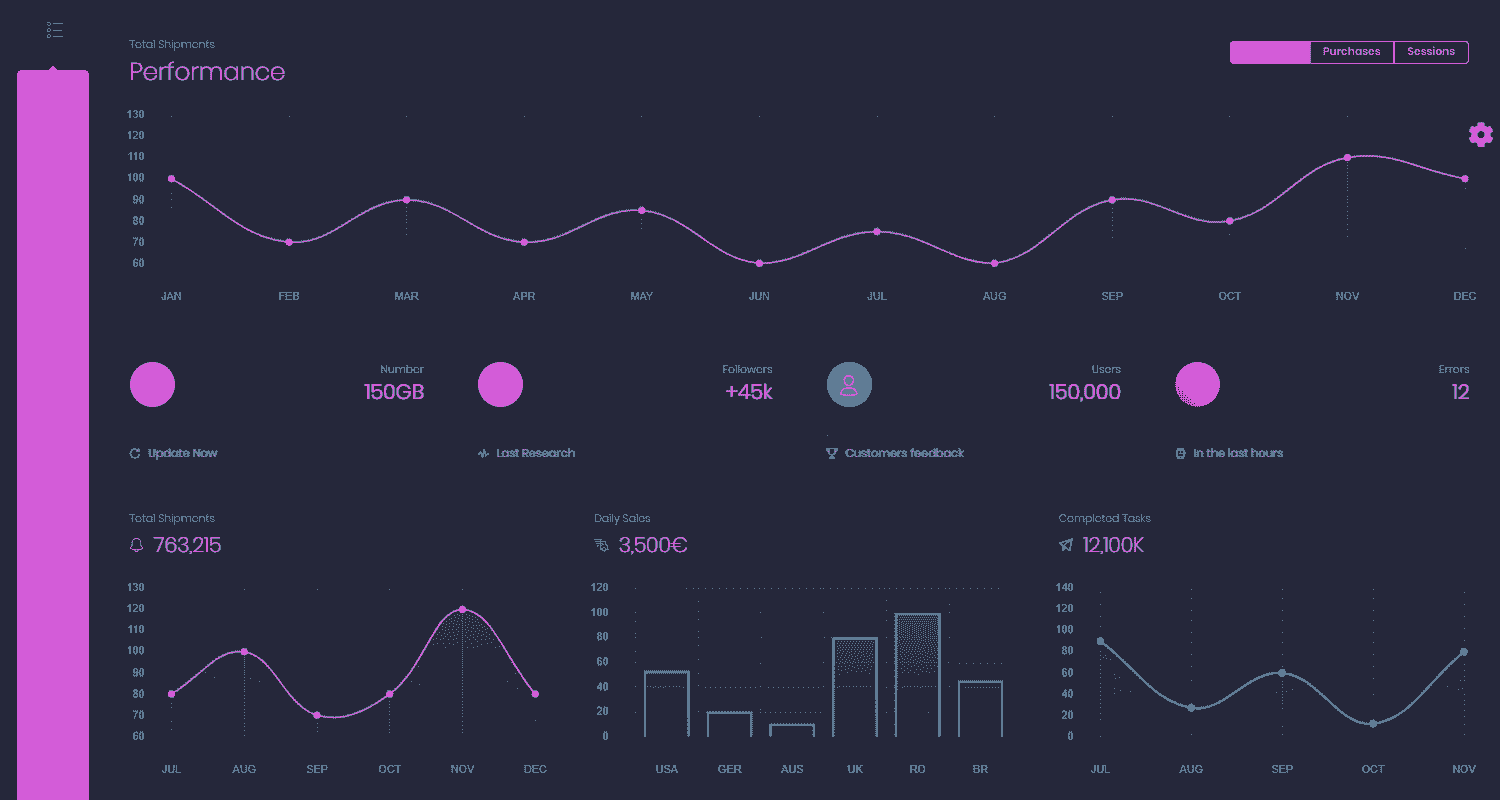 Total Shipments
Performance
Purchases
Sessions
130
120
110
100
90
80
70
60
JAN FEB MAR APR MAY JUN JUL AUG SEP OCT NOV DEC
Number
150GB
Followers
+45k
Users
150,000
Errors
12
Update Now
Last Research
Customers feedback
In the last hours
Total Shipments
763,215
130
120
110
100
90
80
70
60
JUL AUG SEP OCT NOV DEC
Daily Sales
3,500€
120
100
80
60
40
20
0
USA GER AUS UK RO BR
Completed Tasks
12,100K
140
120
100
80
60
40
20
0
JUL AUG SEP OCT NOV